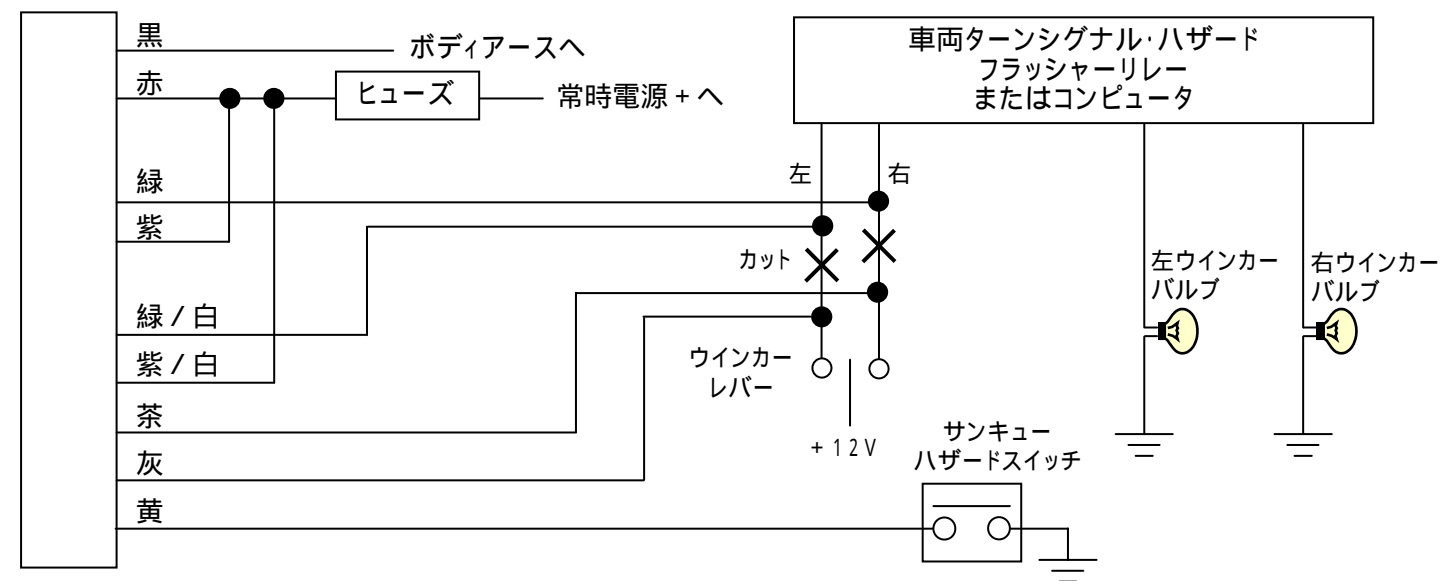 黒
ボディアースへ
赤
ヒューズ
常時電源 + へ
緑
紫
緑 / 白
紫 / 白
茶
灰
黄
車両ターンシグナル・ハザード
フラッシャーリレー
またはコンピュータ
左
右
カット
ウインカー
レバー
+12V
左ウインカー
バルブ
右ウインカー
バルブ
サンキュー
ハザードスイッチ